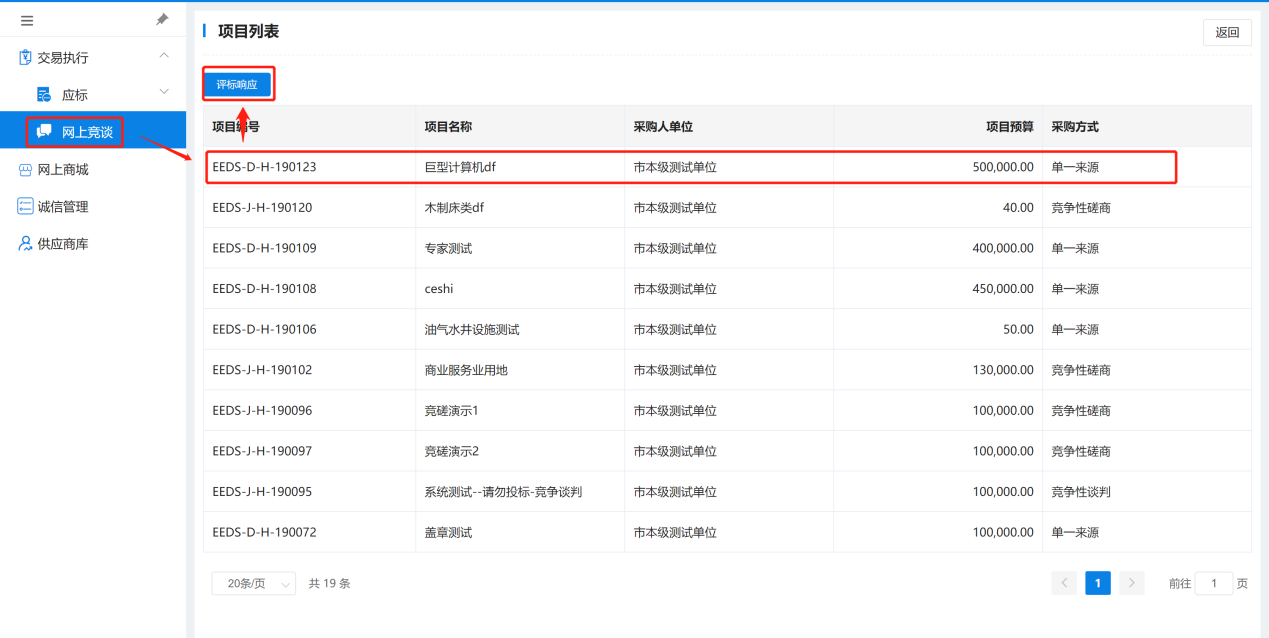 项目列表
返回
交易执行
应标
网上竞谈
网上商城
诚信管理
供应商库
评标响应
项目编号 项目名称 采购人单位 项目预算 采购方式
EEDS-D-H-190123 巨型计算机df 市本级测试单位 500,000.00 单一来源
EEDS-J-H-190120 木制床类df 市本级测试单位 40.00 竞争性磋商
EEDS-D-H-190109 专家测试 市本级测试单位 400,000.00 单一来源
EEDS-D-H-190108 ceshi 市本级测试单位 450,000.00 单一来源
EEDS-D-H-190106 油气水井设施测试 市本级测试单位 50.00 单一来源
EEDS-J-H-190102 商业服务业用地 市本级测试单位 130,000.00 竞争性磋商
EEDS-J-H-190096 竞磋演示1 市本级测试单位 100,000.00 竞争性磋商
EEDS-J-H-190097 竞磋演示2 市本级测试单位 100,000.00 竞争性磋商
EEDS-J-H-190095 系统测试--请勿投标-竞争谈判 市本级测试单位 100,000.00 竞争性谈判
EEDS-D-H-190072 盖章测试 市本级测试单位 100,000.00 单一来源
20条/页 共 19 条 1 前往 1 页